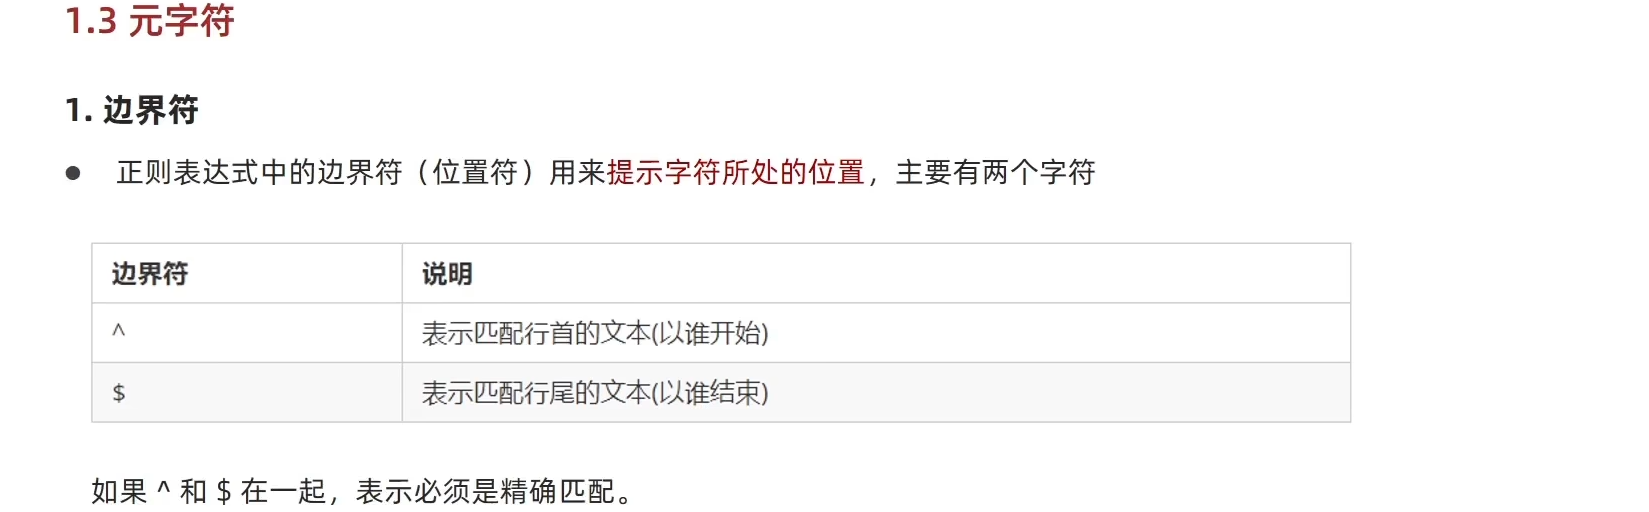 1.3 元字符
1. 边界符
● 正则表达式中的边界符（位置符）用来提示字符所处的位置，主要有两个字符
边界符 说明
^ 表示匹配行首的文本(以谁开始)
$ 表示匹配行尾的文本(以谁结束)
如果 ^ 和 $ 在一起，表示必须是精确匹配。